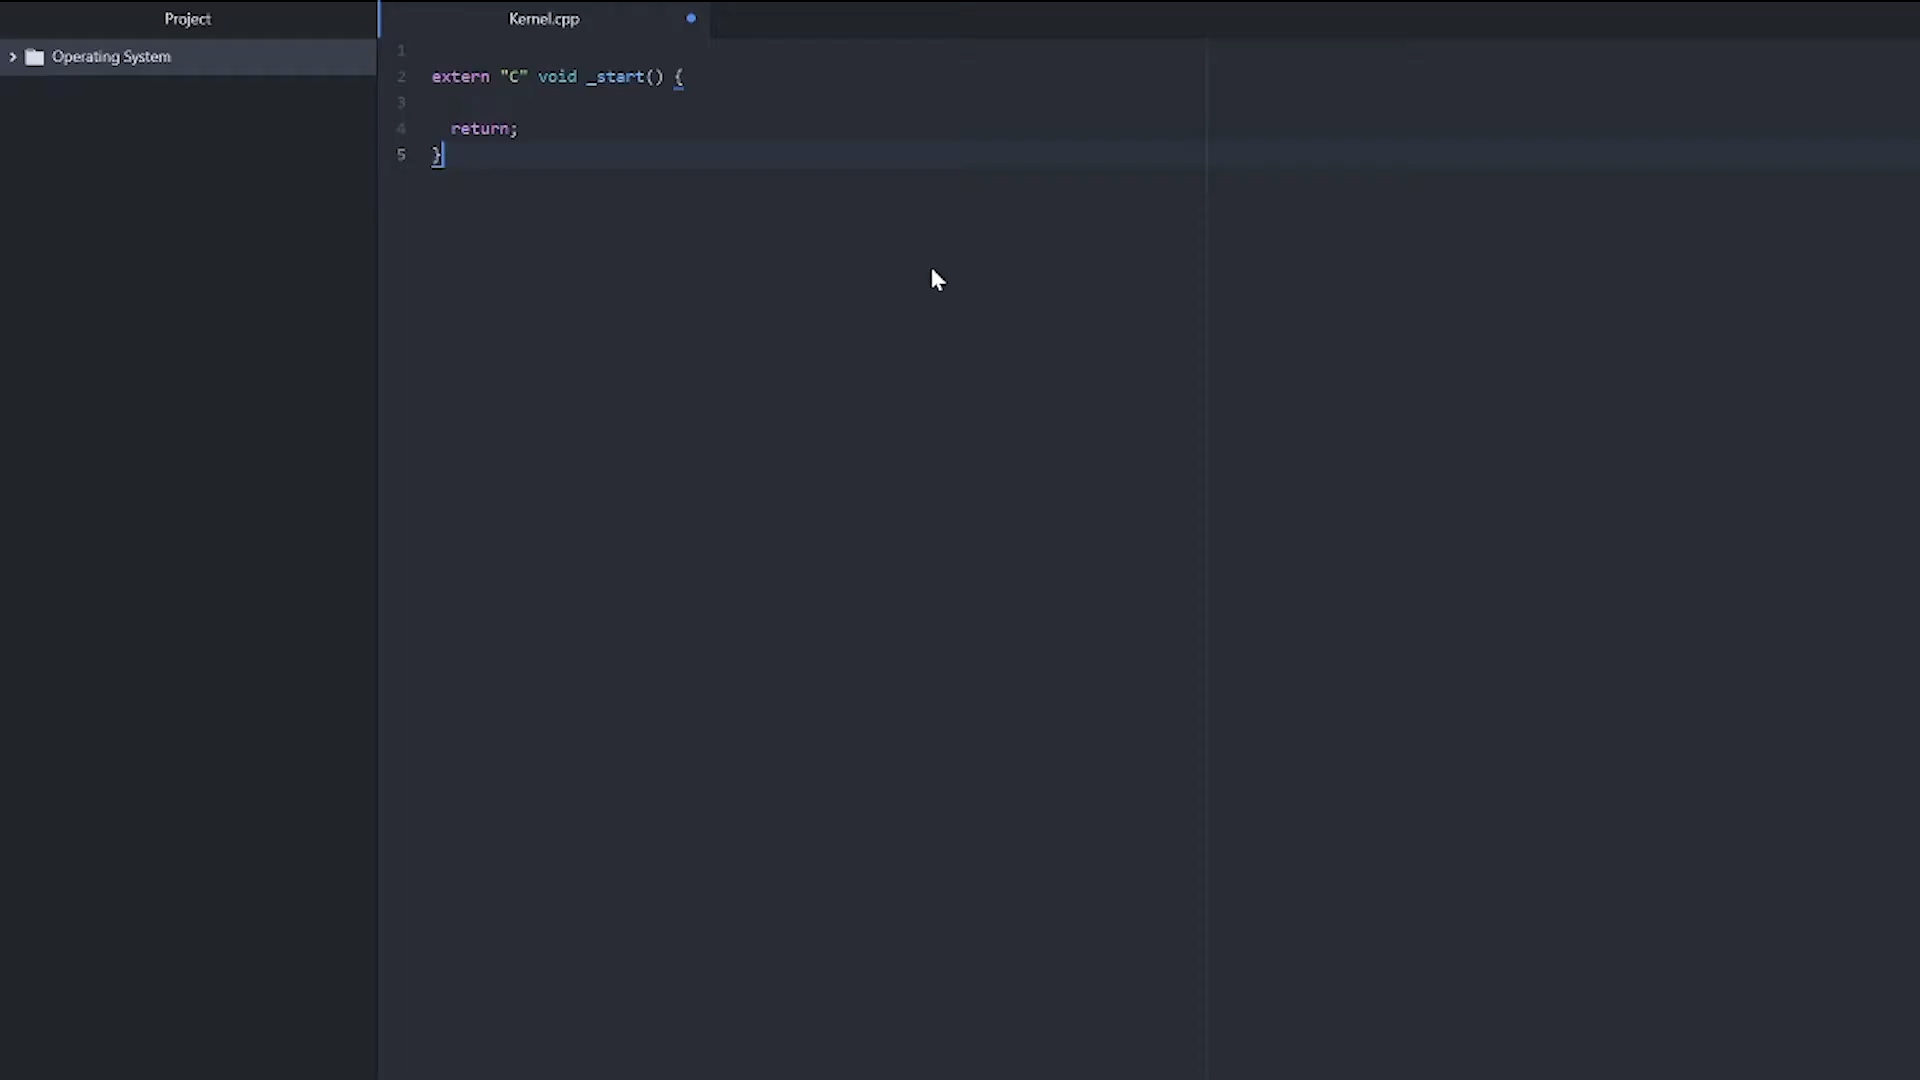 Project
Kernel.cpp
Operating System
1
2 extern "C" void _start() {
3
4 return;
5 }